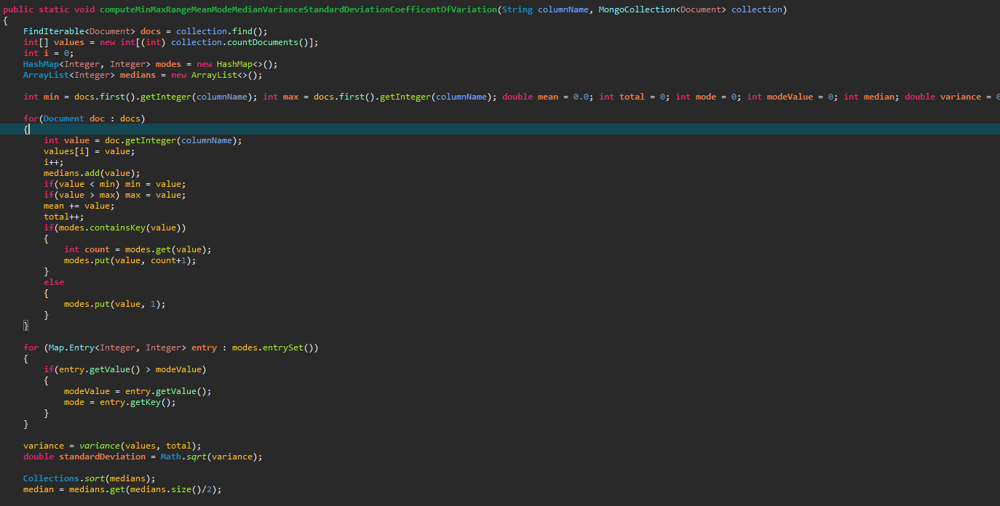 public static void computeMinMaxRangeMeanModeMedianVarianceStandardDeviationCoefficentOfVariation(String columnName, MongoCollection<Document> collection)
{
    FindIterable<Document> docs = collection.find();
    int[] values = new int[(int) collection.countDocuments()];
    int i = 0;
    HashMap<Integer, Integer> modes = new HashMap<>();
    ArrayList<Integer> medians = new ArrayList<>();

    int min = docs.first().getInteger(columnName); int max = docs.first().getInteger(columnName); double mean = 0.0; int total = 0; int mode = 0; int modeValue = 0; int median; double variance = 0

    for(Document doc : docs)
    {
        int value = doc.getInteger(columnName);
        values[i] = value;
        i++;
        medians.add(value);
        if(value < min) min = value;
        if(value > max) max = value;
        mean += value;
        total++;
        if(modes.containsKey(value))
        {
            int count = modes.get(value);
            modes.put(value, count+1);
        }
        else
        {
            modes.put(value, 1);
        }
    }

    for (Map.Entry<Integer, Integer> entry : modes.entrySet())
    {
        if(entry.getValue() > modeValue)
        {
            modeValue = entry.getValue();
            mode = entry.getKey();
        }
    }

    variance = variance(values, total);
    double standardDeviation = Math.sqrt(variance);

    Collections.sort(medians);
    median = medians.get(medians.size()/2);